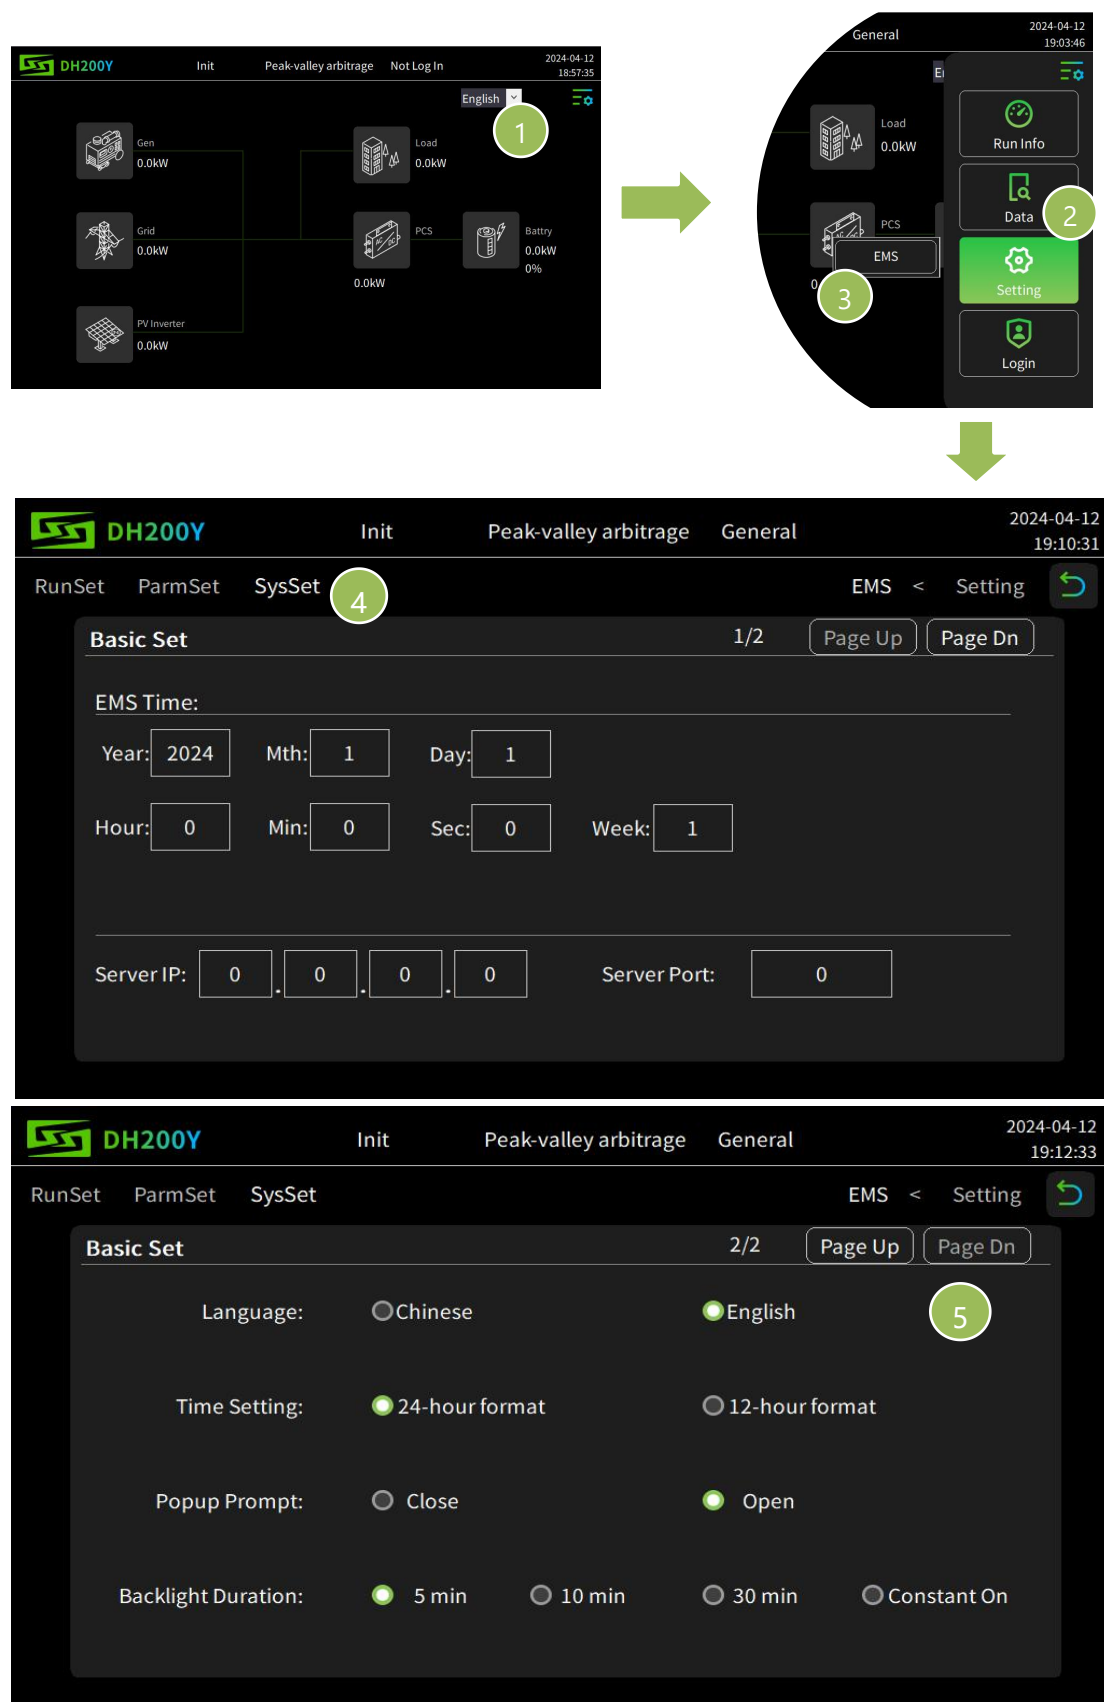 DH200Y Init Peak-valley arbitrage Not Log In 2024-04-12
18:57:35
English
1
Gen
0.0kW
Load
0.0kW
Grid
0.0kW
PCS
0.0kW
Battry
0.0kW
0%
PV Inverter
0.0kW
General 2024-04-12
19:03:46
Load
0.0kW
PCS
EMS
3
Run Info
Data
2
Setting
Login
DH200Y Init Peak-valley arbitrage General 2024-04-12
19:10:31
RunSet ParmSet SysSet 4 EMS < Setting
Basic Set 1/2 Page Up Page Dn
EMS Time:
Year: 2024 Mth: 1 Day: 1
Hour: 0 Min: 0 Sec: 0 Week: 1
Server IP: 0 . 0 . 0 . 0 Server Port: 0
DH200Y Init Peak-valley arbitrage General 2024-04-12
19:12:33
RunSet ParmSet SysSet EMS < Setting
Basic Set 2/2 Page Up Page Dn
Language: Chinese English 5
Time Setting: 24-hour format 12-hour format
Popup Prompt: Close Open
Backlight Duration: 5 min 10 min 30 min Constant On